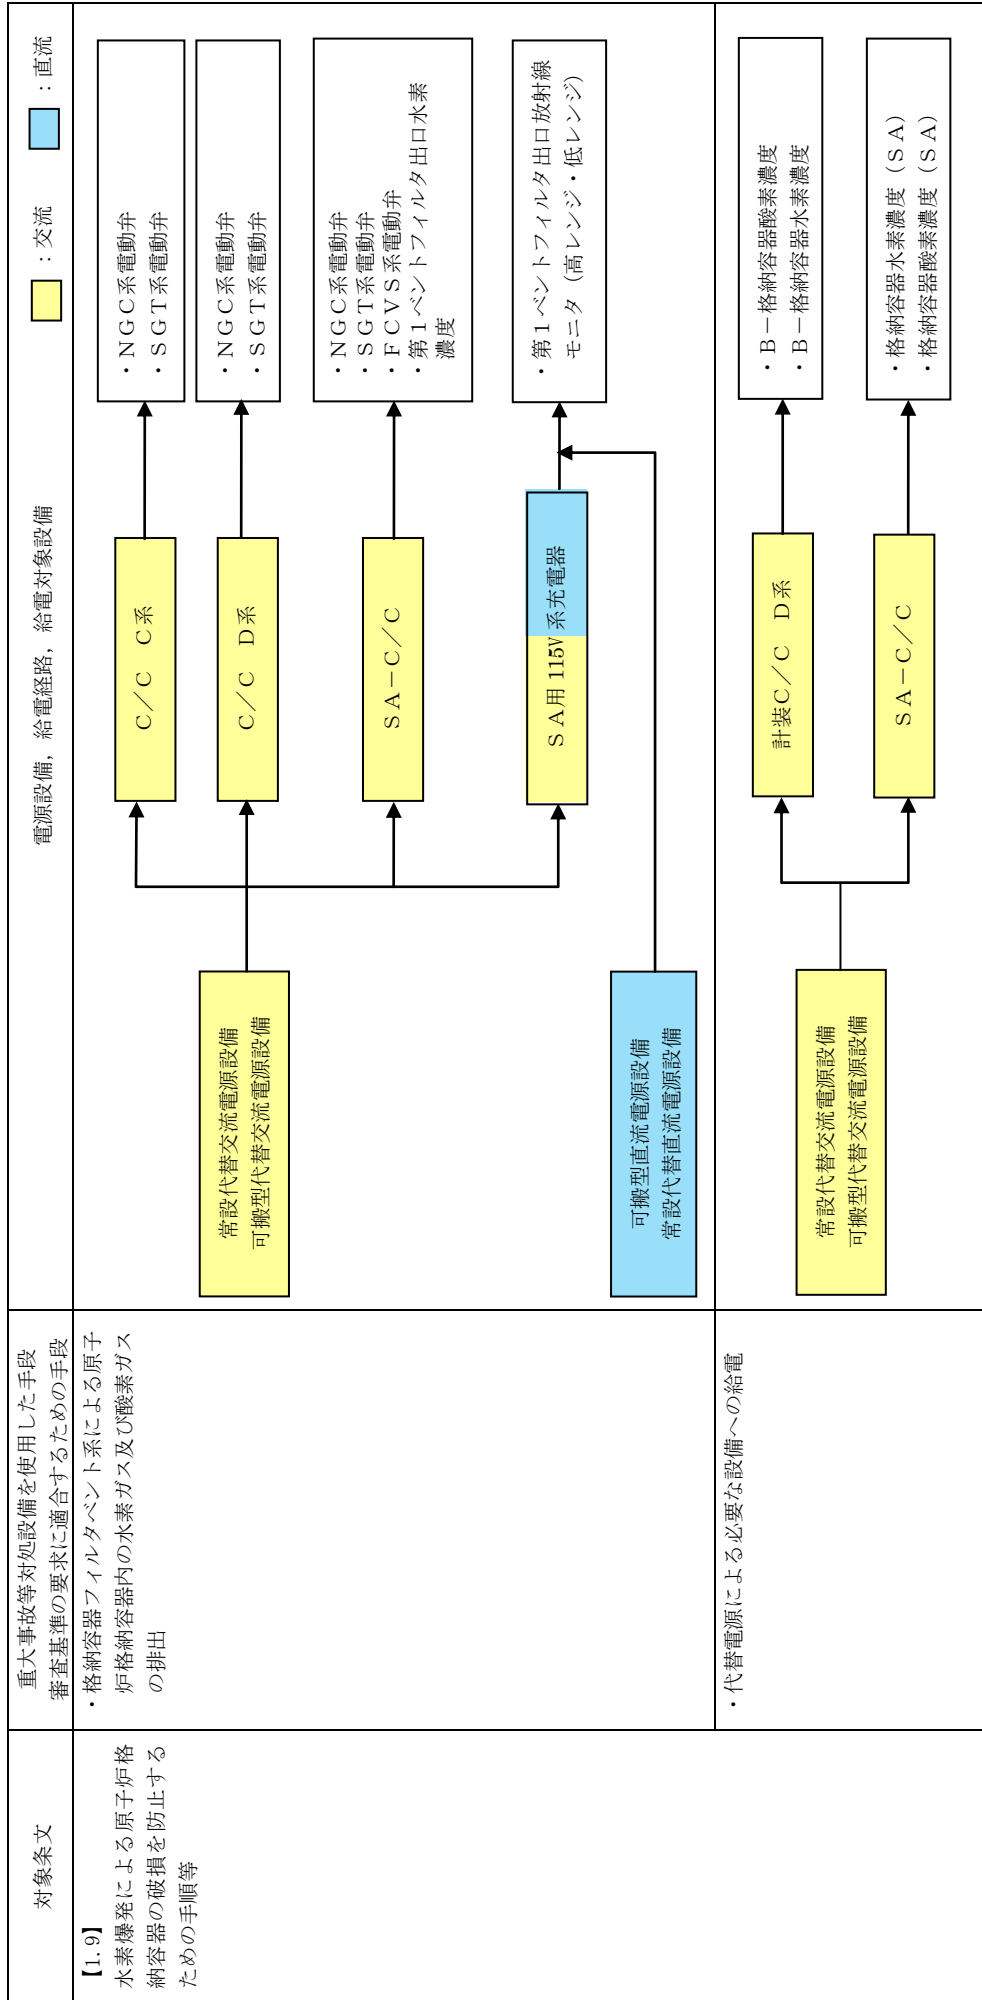 対象条文
重大事故等対処設備を使用した手段
審査基準の要求に適合するための手段
電源設備，給電経路，給電対象設備
：交流
：直流
【1.9】
水素爆発による原子炉格
納容器の破損を防止する
ための手順等
・格納容器フィルタベント系による原子
炉格納容器内の水素ガス及び酸素ガス
の排出
常設代替交流電源設備
可搬型代替交流電源設備
可搬型直流電源設備
常設代替直流電源設備
Ｃ／Ｃ　Ｃ系
Ｃ／Ｃ　Ｄ系
ＳＡ－Ｃ／Ｃ
ＳＡ用 115V 系充電器
・ＮＧＣ系電動弁
・ＳＧＴ系電動弁
・ＮＧＣ系電動弁
・ＳＧＴ系電動弁
・ＮＧＣ系電動弁
・ＳＧＴ系電動弁
・ＦＣＶＳ系電動弁
・第１ベントフィルタ出口水素
濃度
・第１ベントフィルタ出口放射線
モニタ（高レンジ・低レンジ）
・代替電源による必要な設備への給電
常設代替交流電源設備
可搬型代替交流電源設備
計装Ｃ／Ｃ　Ｄ系
ＳＡ－Ｃ／Ｃ
・Ｂ－格納容器酸素濃度
・Ｂ－格納容器水素濃度
・格納容器水素濃度（ＳＡ）
・格納容器酸素濃度（ＳＡ）